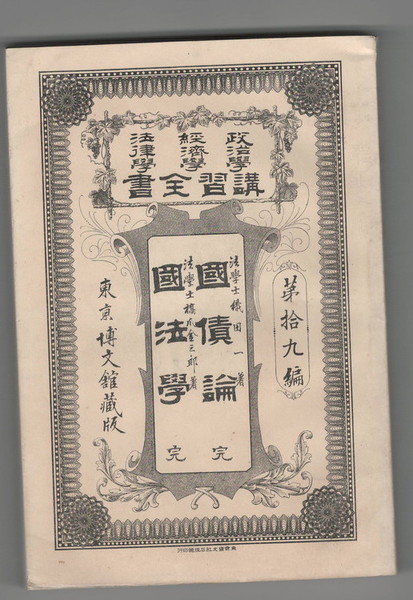 政治學
經濟學
法律學
講習全書
苐拾九編
法學士織田一著
國債論 完
法學士橋爪金三郎著
國法學 完
東京博文館藏版